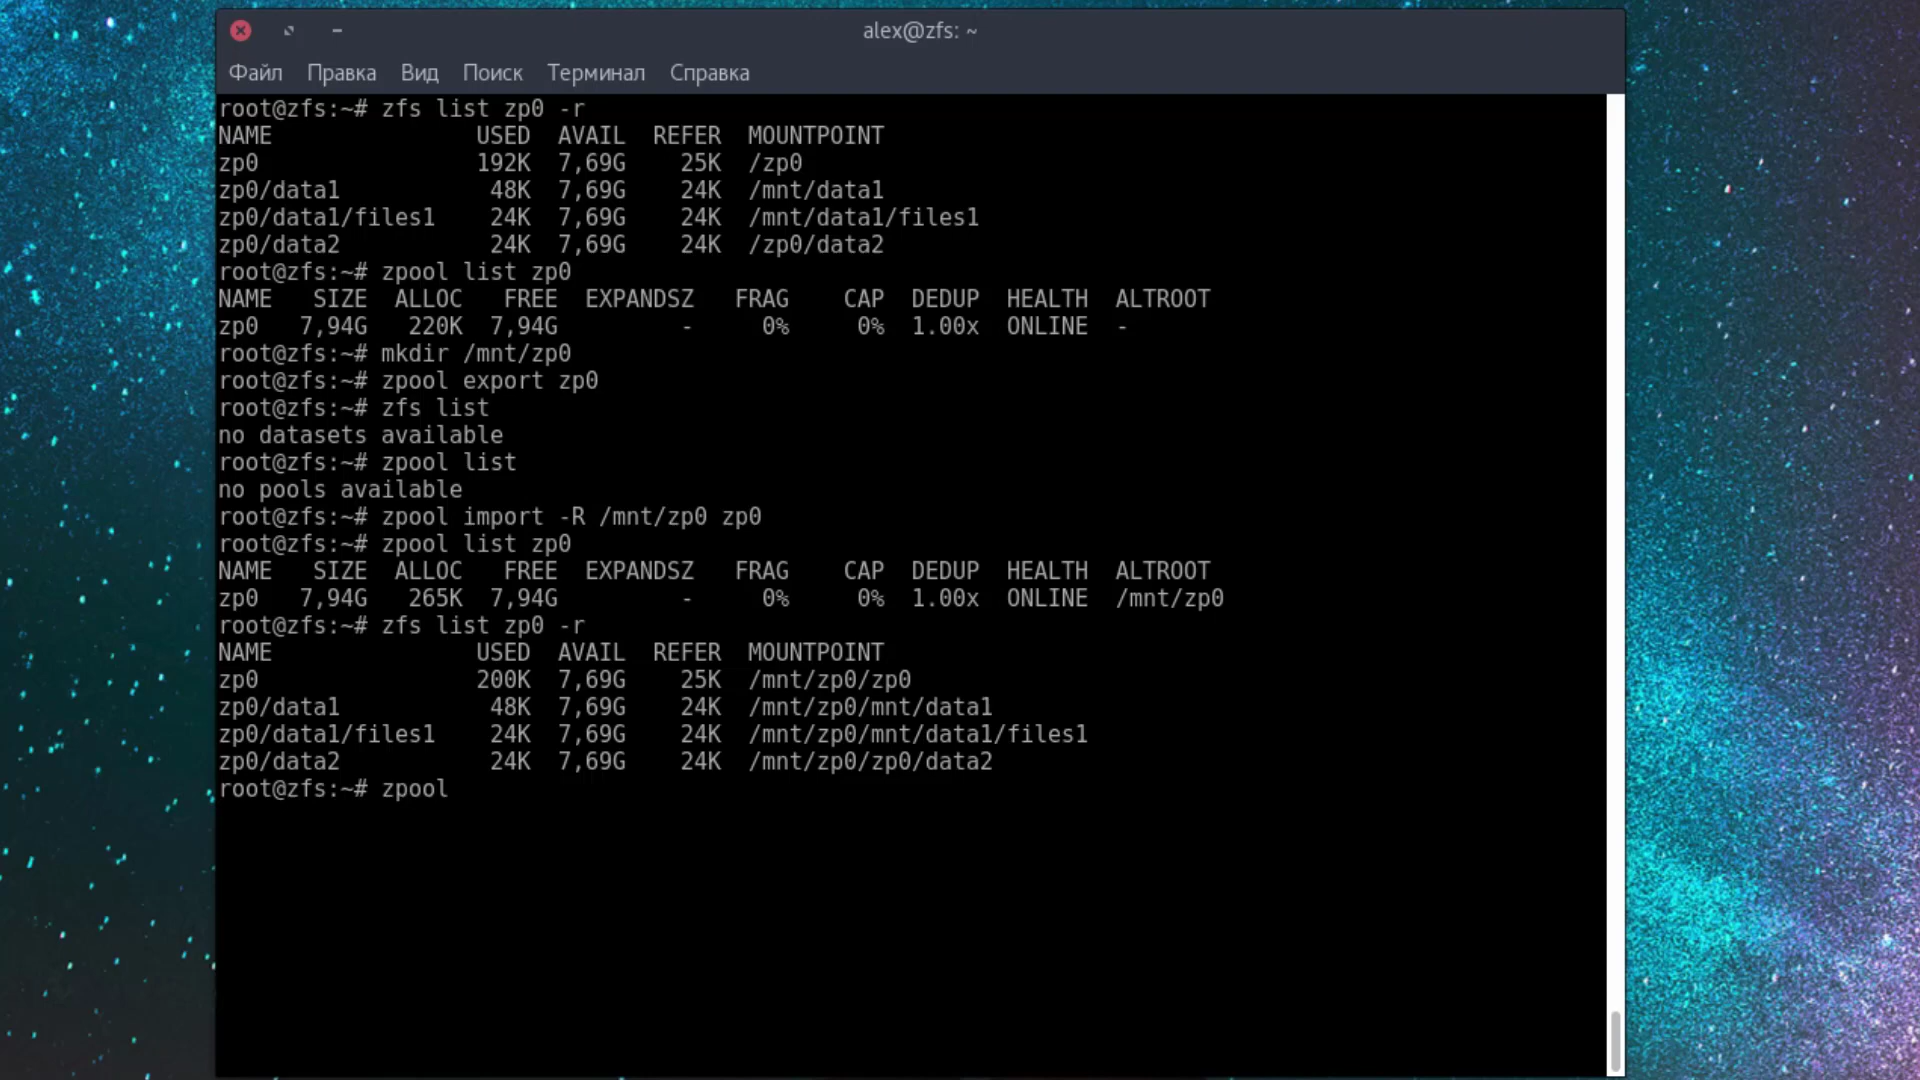 alex@zfs: ~
Файл Правка Вид Поиск Терминал Справка
root@zfs:~# zfs list zp0 -r
NAME USED AVAIL REFER MOUNTPOINT
zp0 192K 7,69G 25K /zp0
zp0/data1 48K 7,69G 24K /mnt/data1
zp0/data1/files1 24K 7,69G 24K /mnt/data1/files1
zp0/data2 24K 7,69G 24K /zp0/data2
root@zfs:~# zpool list zp0
NAME SIZE ALLOC FREE EXPANDSZ FRAG CAP DEDUP HEALTH ALTROOT
zp0 7,94G 220K 7,94G - 0% 0% 1.00x ONLINE -
root@zfs:~# mkdir /mnt/zp0
root@zfs:~# zpool export zp0
root@zfs:~# zfs list
no datasets available
root@zfs:~# zpool list
no pools available
root@zfs:~# zpool import -R /mnt/zp0 zp0
root@zfs:~# zpool list zp0
NAME SIZE ALLOC FREE EXPANDSZ FRAG CAP DEDUP HEALTH ALTROOT
zp0 7,94G 265K 7,94G - 0% 0% 1.00x ONLINE /mnt/zp0
root@zfs:~# zfs list zp0 -r
NAME USED AVAIL REFER MOUNTPOINT
zp0 200K 7,69G 25K /mnt/zp0/zp0
zp0/data1 48K 7,69G 24K /mnt/zp0/mnt/data1
zp0/data1/files1 24K 7,69G 24K /mnt/zp0/mnt/data1/files1
zp0/data2 24K 7,69G 24K /mnt/zp0/zp0/data2
root@zfs:~# zpool